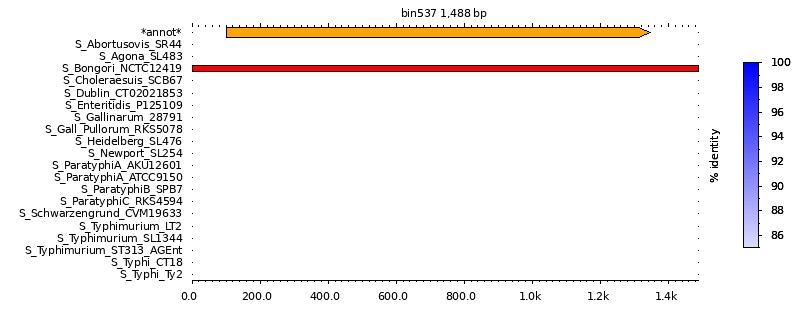 bin537 1,488 bp
*annot*
S_Abortusovis_SR44
S_Agona_SL483
S_Bongori_NCTC12419
S_Choleraesuis_SCB67
S_Dublin_CT02021853
S_Enteritidis_P125109
S_Gallinarum_28791
S_Gall_Pullorum_RKS5078
S_Heidelberg_SL476
S_Newport_SL254
S_ParatyphiA_AKU12601
S_ParatyphiA_ATCC9150
S_ParatyphiB_SPB7
S_ParatyphiC_RKS4594
S_Schwarzengrund_CVM19633
S_Typhimurium_LT2
S_Typhimurium_SL1344
S_Typhimurium_ST313_AGEnt
S_Typhi_CT18
S_Typhi_Ty2
0.0 200.0 400.0 600.0 800.0 1.0k 1.2k 1.4k
% identity
100
98
96
94
92
90
88
86